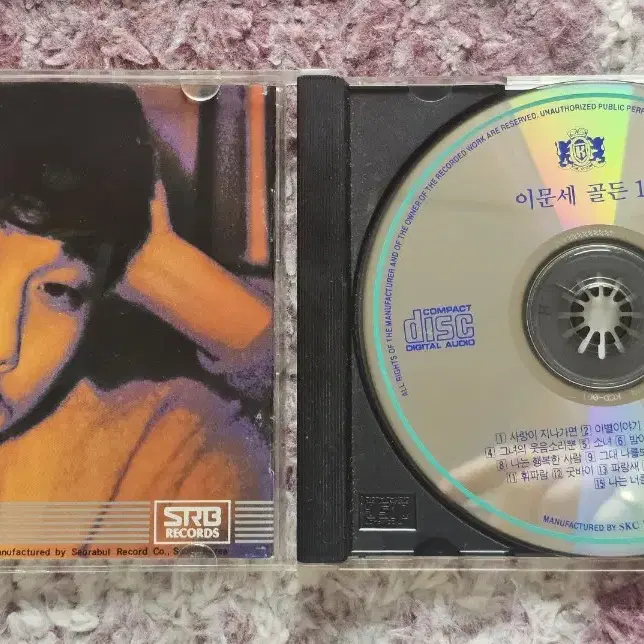 STRB
RECORDS
nufactured by Seorabul Record Co., S
rea
ALL RIGHTS OF THE MANUFACTURER AND OF THE OWNER OF THE RECORDED WORK ARE RESERVED. UNAUTHORIZED PUBLIC PERF
이문세 골든 1
COMPACT
disc
DIGITAL AUDIO
1 사랑이 지나가면 2 이별이야기
4 그녀의 웃음소리뿐 5 소녀 6 밤이
8 나는 행복한 사람 9 그대 나를
11 휘파람 12 굿바이 13 파랑새
15 나는 너를
MANUFACTURED BY SKC